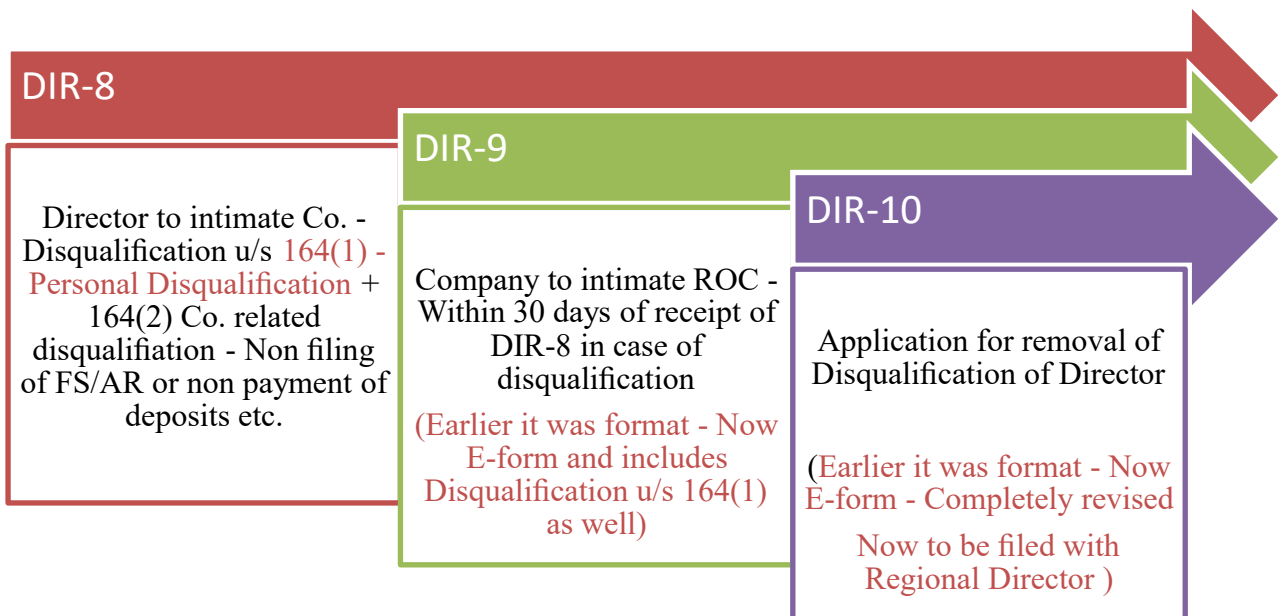 DIR-8
Director to intimate Co. -
Disqualification u/s 164(1) -
Personal Disqualification +
164(2) Co. related
disqualifiation - Non filing
of FS/AR or non payment of
deposits etc.
DIR-9
Company to intimate ROC -
Within 30 days of receipt of
DIR-8 in case of
disqualification
(Earlier it was format - Now
E-form and includes
Disqualification u/s 164(1)
as well)
DIR-10
Application for removal of
Disqualification of Director
(Earlier it was format - Now
E-form - Completely revised
Now to be filed with
Regional Director )